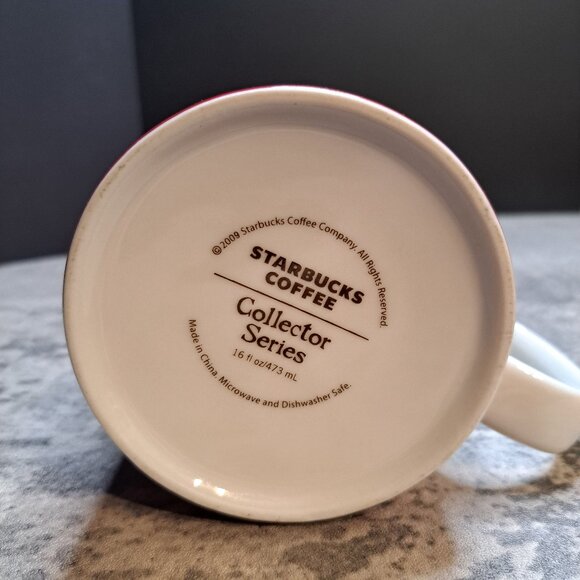 ©2009 Starbucks Coffee Company. All Rights Reserved.
STARBUCKS
COFFEE
Collector
Series
16 fl oz/473 mL
Made in China. Microwave and Dishwasher Safe.